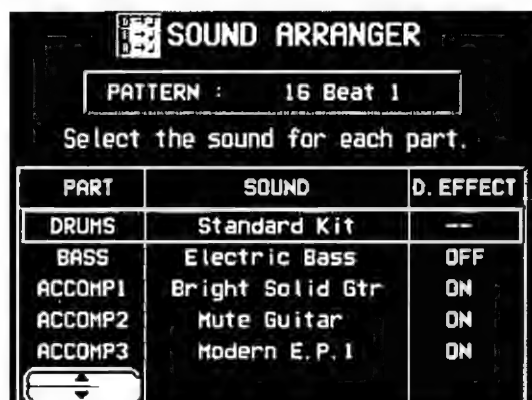 SOUND ARRANGER
PATTERN : 16 Beat 1
Select the sound for each part.
PART SOUND D. EFFECT
DRUMS Standard Kit --
BASS Electric Bass OFF
ACCOMP1 Bright Solid Gtr ON
ACCOMP2 Mute Guitar ON
ACCOMP3 Modern E.P.1 ON